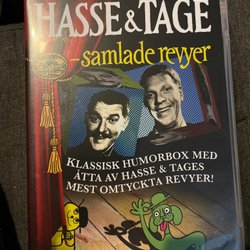 HASSE & TAGE
– samlade revyer
KLASSISK HUMORBOX MED
ÅTTA AV HASSE & TAGES
MEST OMTYCKTA REVYER!